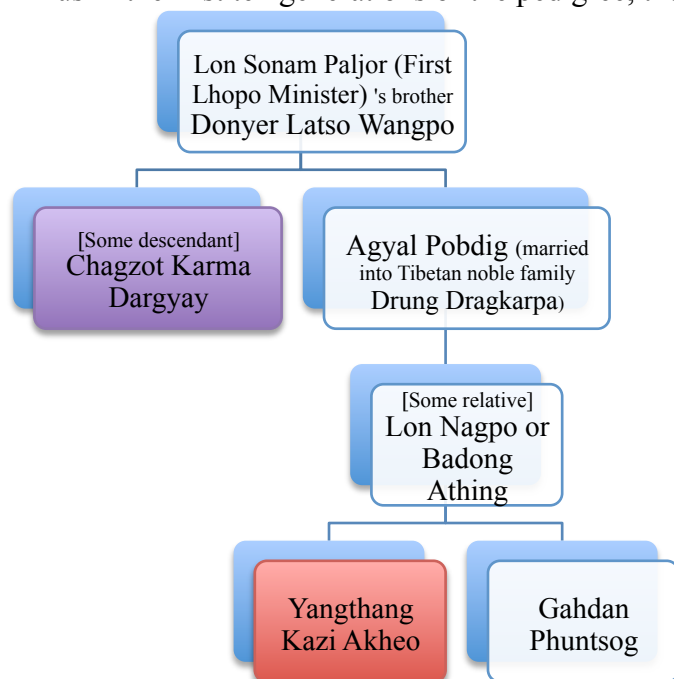 Lon Sonam Paljor (First
Lhopo Minister) 's brother
Donyer Latso Wangpo
[Some descendant]
Chagzot Karma
Dargyay
Agyal Pobdig (married
into Tibetan noble family
Drung Dragkarpa)
[Some relative]
Lon Nagpo or
Badong
Athing
Yangthang
Kazi Akheo
Gahdan
Phuntsog